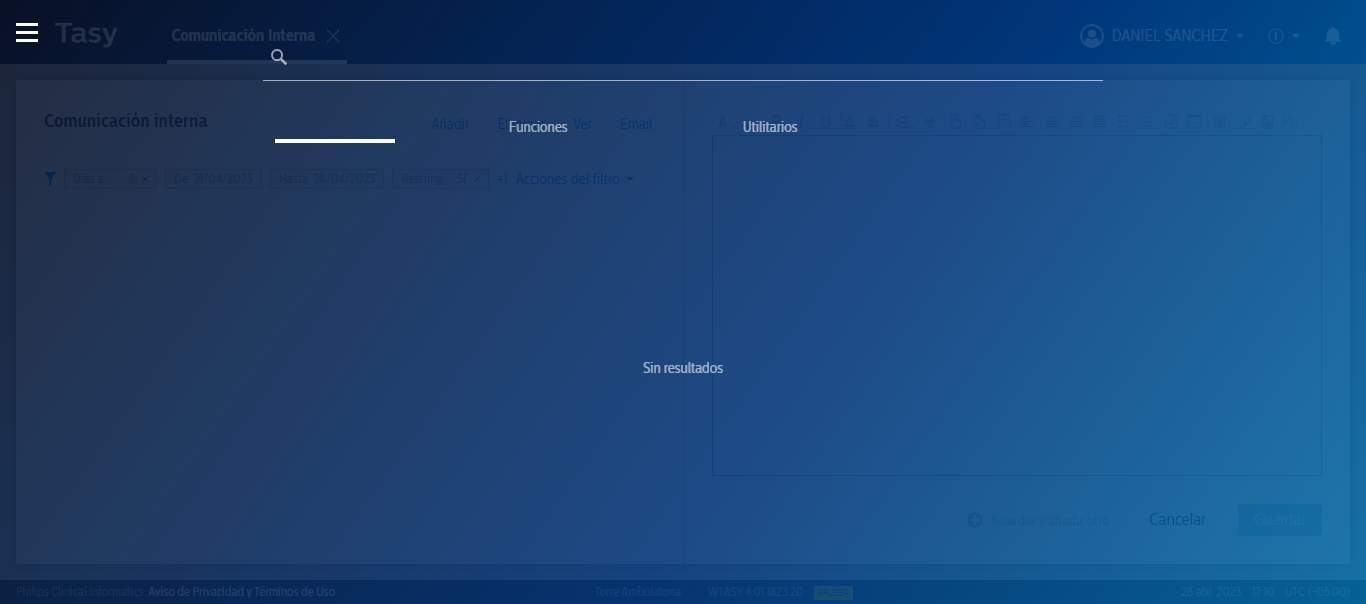 Tasy
Comunicación Interna
DANIEL SANCHEZ
Comunicación interna
Añadir
Ver
Email
Funciones
Utilitarios
Días a... 7
De: 21/04/2023
Hasta: 28/04/2023
Restring... Sí
+1
Acciones del filtro
Sin resultados
Guardar y añadir otro
Cancelar
Guardar
Philips Clinical Informatics
Aviso de Privacidad y Términos de Uso
Torre Ambulatoria
WTASY 4.01.1823.20
PRUEBA
28 abr. 2023
17:10
UTC (-05:00)